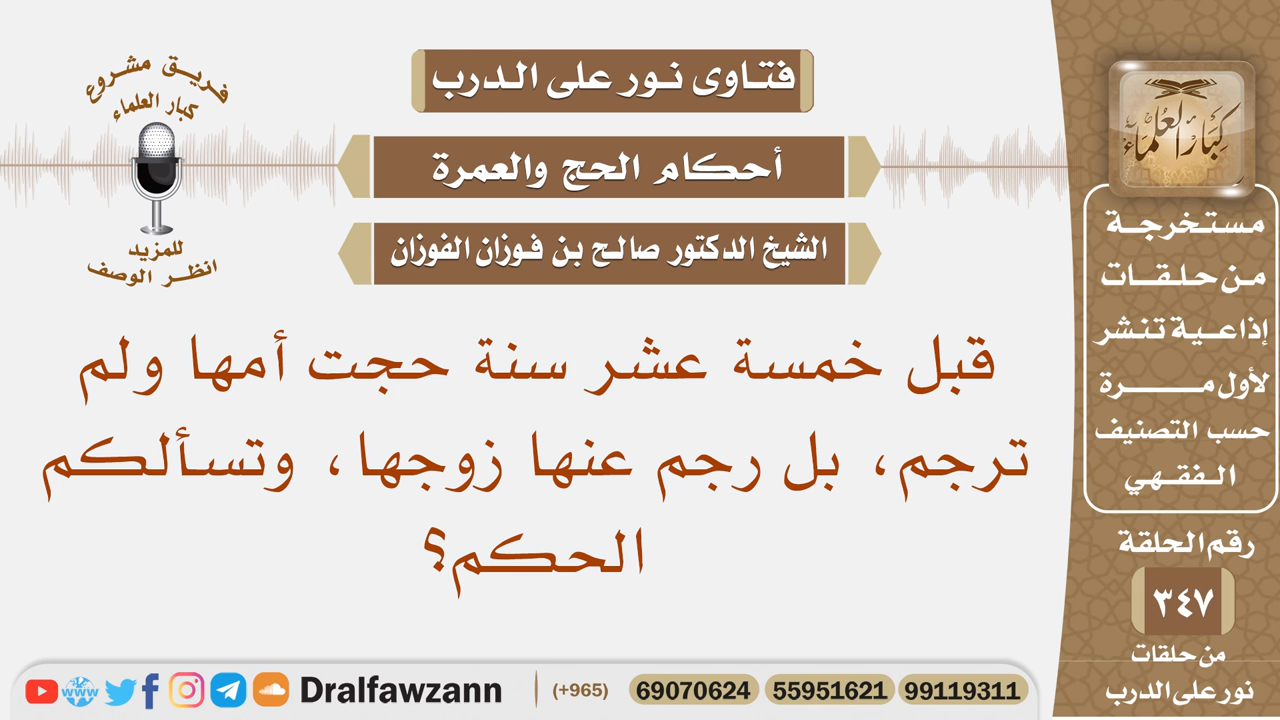 فتاوى نور على الدرب
أحكام الحج والعمرة
الشيخ الدكتور صالح بن فوزان الفوزان
قبل خمسة عشر سنة حجت أمها ولم
ترجم، بل رجم عنها زوجها، وتسألكم
الحكم؟
فريق مشروع
كبار العلماء
للمزيد
انظر الوصف
كبار العلماء
مستخرجة
من حلقات
إذاعية تنشر
لأول مرة
حسب التصنيف
الفقهي
رقم الحلقة
٣٤٧
من حلقات
نور على الدرب
www
Dralfawzann
(+965) 69070624 55951621 99119311